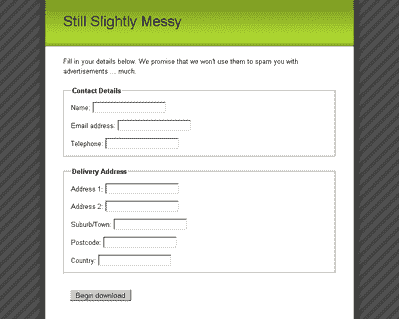 Still Slightly Messy
Fill in your details below. We promise that we won't use them to spam you with
advertisements.... much.
Contact Details
Name:
Email address:
Telephone:
Delivery Address
Address 1:
Address 2:
Suburb/Town:
Postcode:
Country:
Begin download